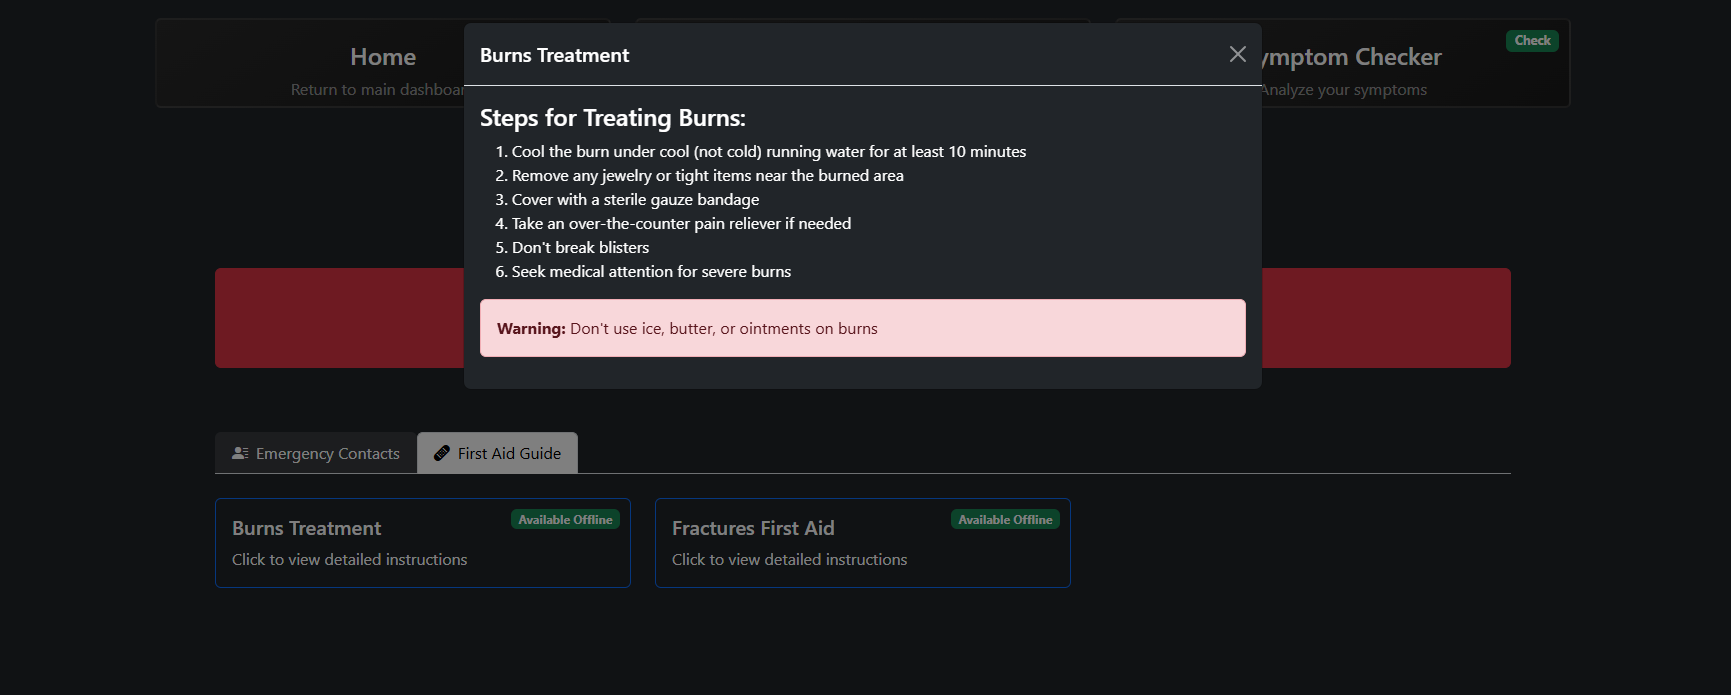 Home
Return to main dashboar
Burns Treatment
ymptom Checker
Check
Analyze your symptoms
Steps for Treating Burns:
1. Cool the burn under cool (not cold) running water for at least 10 minutes
2. Remove any jewelry or tight items near the burned area
3. Cover with a sterile gauze bandage
4. Take an over-the-counter pain reliever if needed
5. Don't break blisters
6. Seek medical attention for severe burns
Warning: Don't use ice, butter, or ointments on burns
Emergency Contacts
First Aid Guide
Burns Treatment
Available Offline
Click to view detailed instructions
Fractures First Aid
Available Offline
Click to view detailed instructions